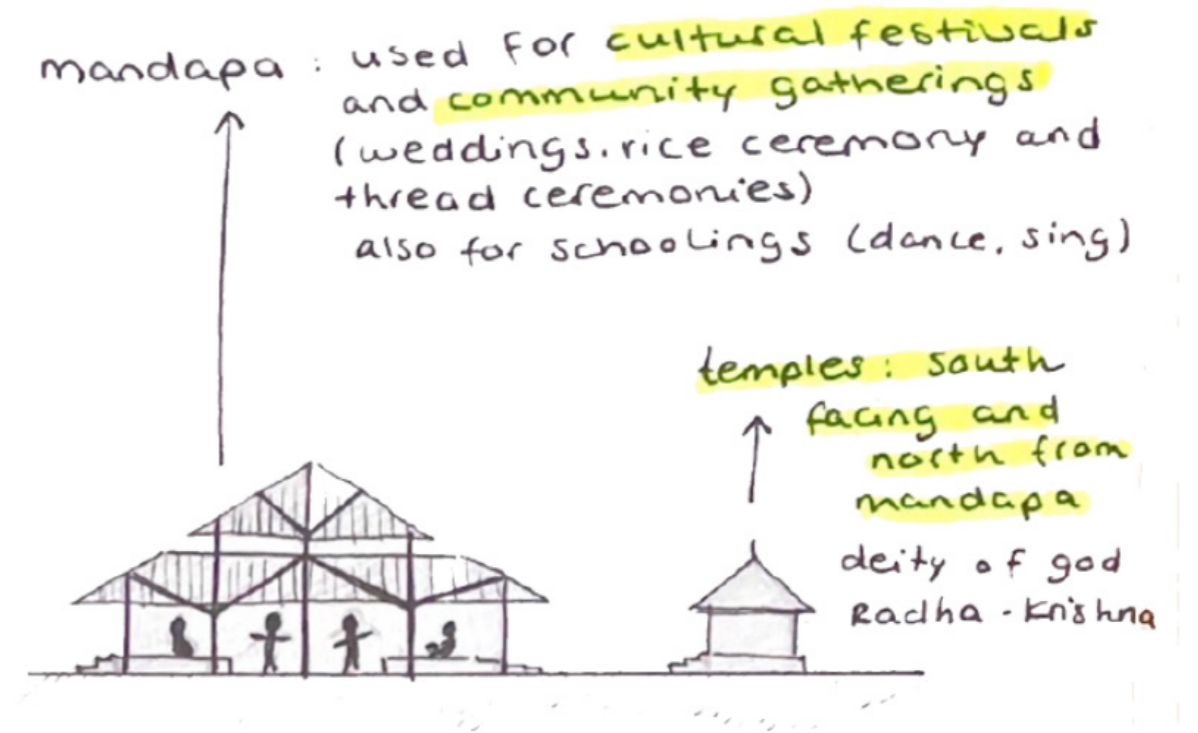 mandapa : used for cultural festivals
and community gatherings
(weddings, rice ceremony and
thread ceremonies)
also for schoolings (dance, sing)
temples : south
facing and
north from
mandapa
deity of god
Radha - Krishna